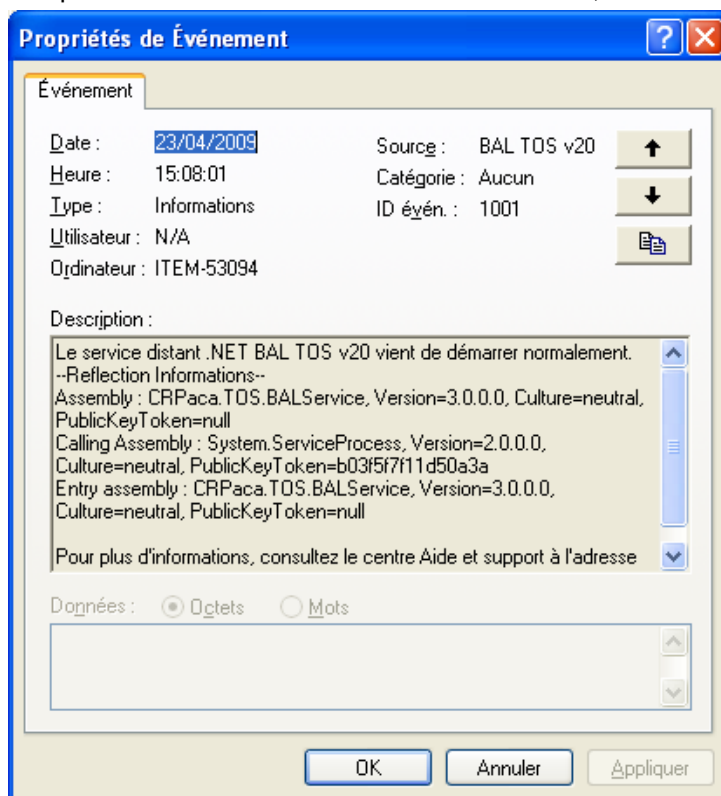 Propriétés de Événement
Événement
Date : 23/04/2009
Source : BAL TOS v20
Heure : 15:08:01
Catégorie : Aucun
Type : Informations
ID évén. : 1001
Utilisateur : N/A
Ordinateur : ITEM-53094
Description :
Le service distant .NET BAL TOS v20 vient de démarrer normalement.
--Reflection Informations--
Assembly : CRPaca.TOS.BALService, Version=3.0.0.0, Culture=neutral,
PublicKeyToken=null
Calling Assembly : System.ServiceProcess, Version=2.0.0.0,
Culture=neutral, PublicKeyToken=b03f5f7f11d50a3a
Entry assembly : CRPaca.TOS.BALService, Version=3.0.0.0,
Culture=neutral, PublicKeyToken=null
Pour plus d'informations, consultez le centre Aide et support à l'adresse
Données : Octets Mots
OK Annuler Appliquer